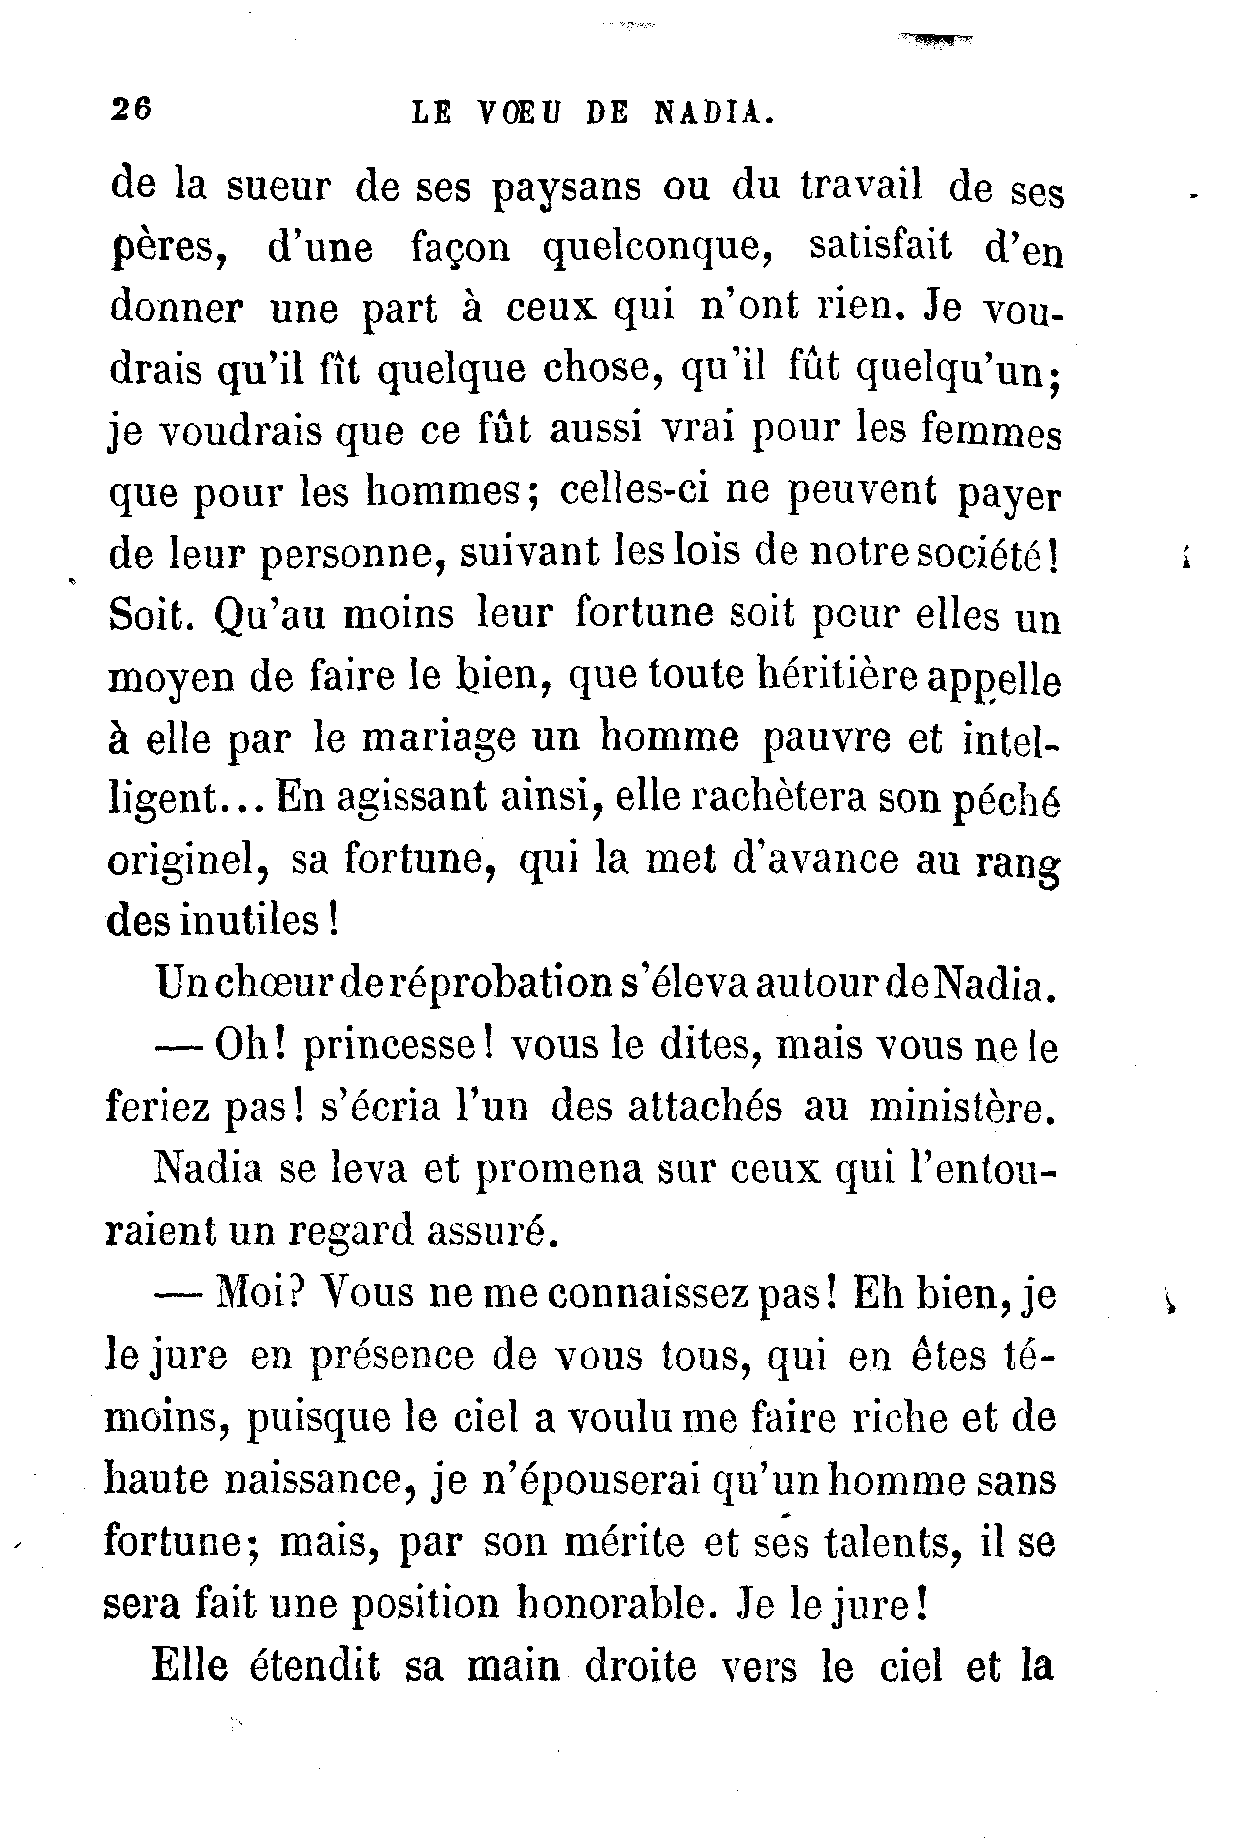 26 LE VŒU DE NADIA.
de la sueur de ses paysans ou du travail de ses
pères, d'une façon quelconque, satisfait d'en
donner une part à ceux qui n'ont rien. Je vou-
drais qu'il fît quelque chose, qu'il fût quelqu'un;
je voudrais que ce fût aussi vrai pour les femmes
que pour les hommes; celles-ci ne peuvent payer
de leur personne, suivant les lois de notre société!
Soit. Qu'au moins leur fortune soit pour elles un
moyen de faire le bien, que toute héritière appelle
à elle par le mariage un homme pauvre et intel-
ligent... En agissant ainsi, elle rachètera son péché
originel, sa fortune, qui la met d'avance au rang
des inutiles!
Un chœur de réprobation s'éleva autour de Nadia.
— Oh! princesse! vous le dites, mais vous ne le
feriez pas! s'écria l'un des attachés au ministère.
Nadia se leva et promena sur ceux qui l'entou-
raient un regard assuré.
— Moi? Vous ne me connaissez pas! Eh bien, je
le jure en présence de vous tous, qui en êtes té-
moins, puisque le ciel a voulu me faire riche et de
haute naissance, je n'épouserai qu'un homme sans
fortune; mais, par son mérite et ses talents, il se
sera fait une position honorable. Je le jure!
Elle étendit sa main droite vers le ciel et la